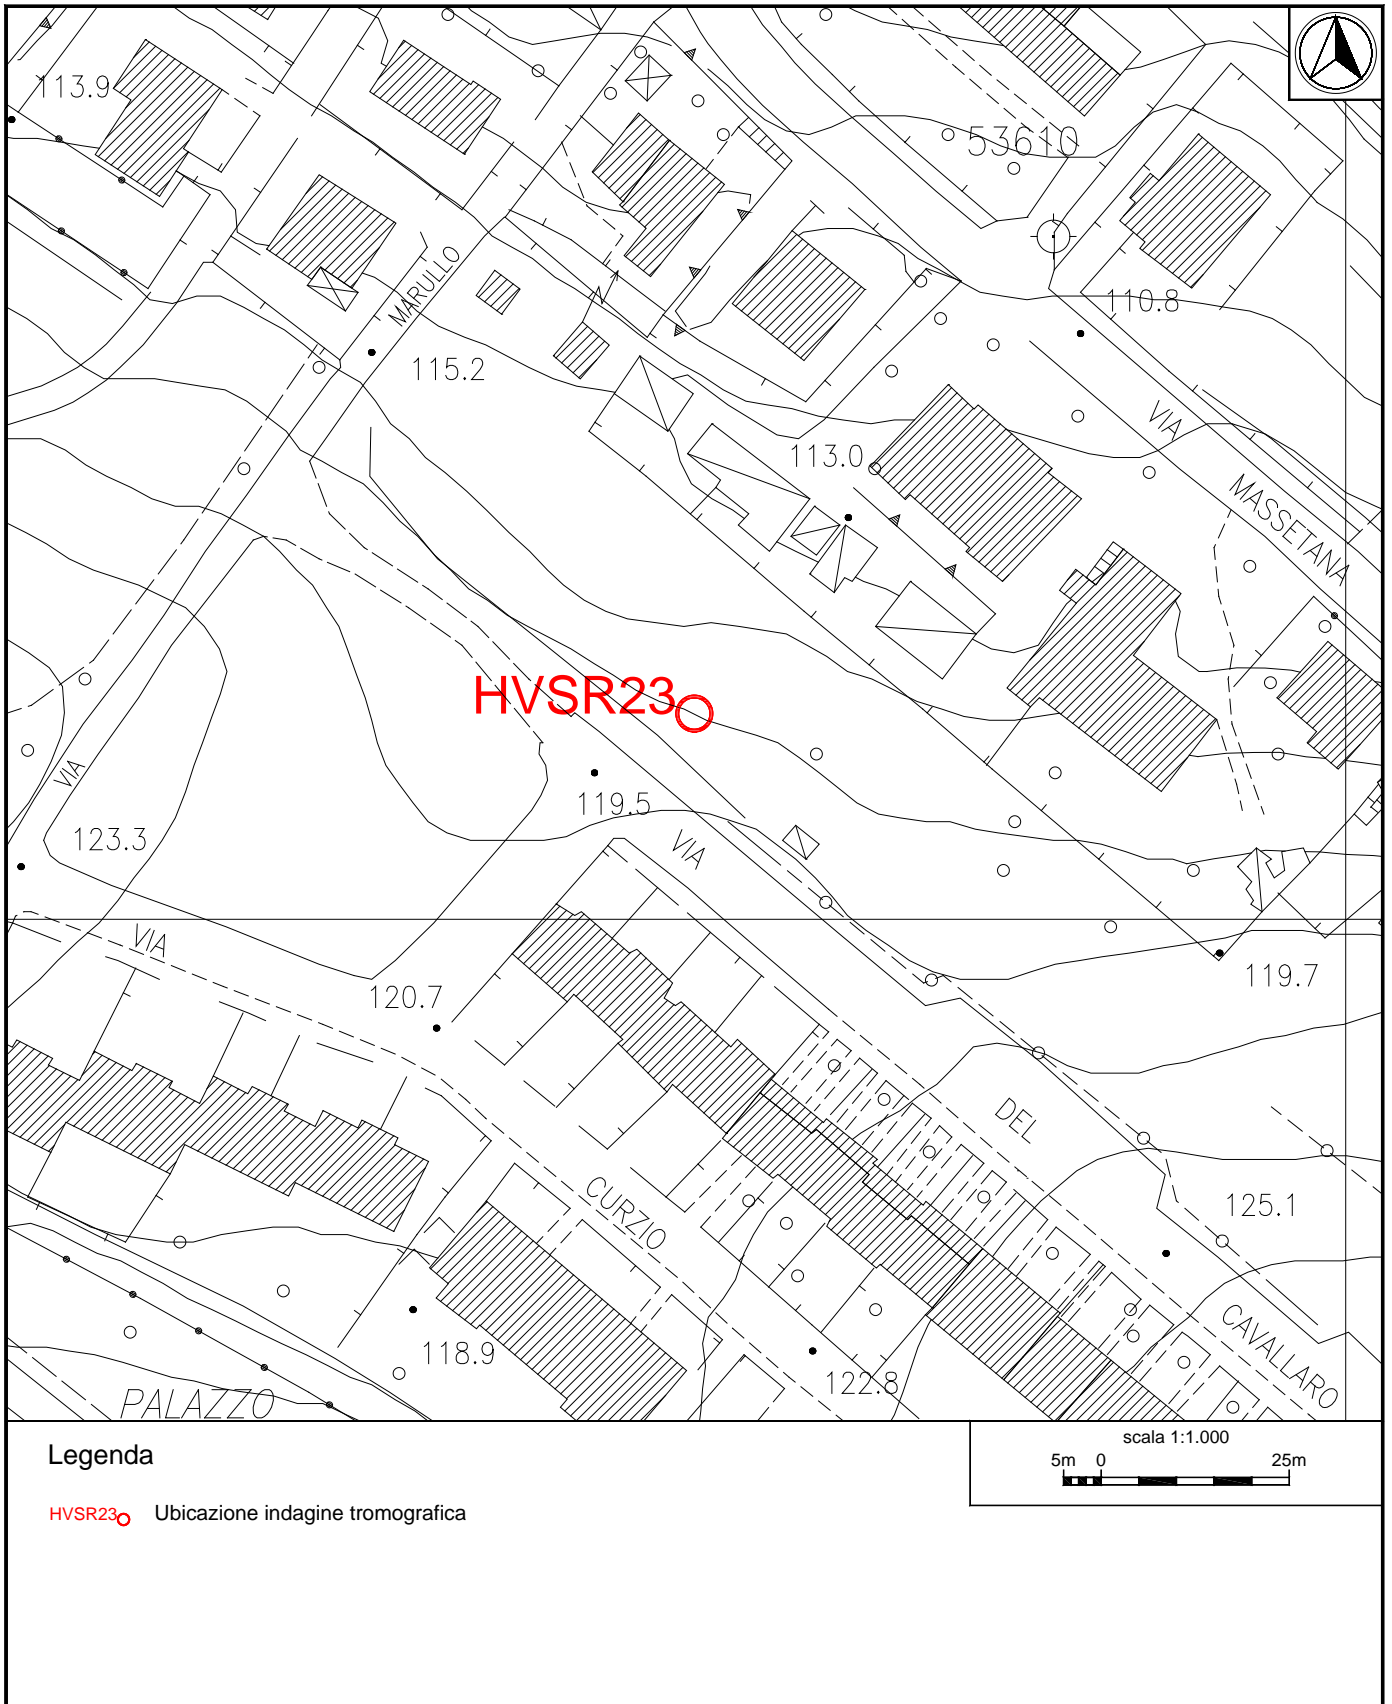 113.9
53610
MARULLO
110.8
115.2
VIA
113.0
MASSETANA
HVSR23
VIA
119.5
123.3
VIA
VIA
119.7
120.7
DEL
CURZIO
125.1
118.9
122.8
CAVALLARO
PALAZZO
Legenda
scala 1:1.000
5m 0 25m
HVSR23 Ubicazione indagine tromografica